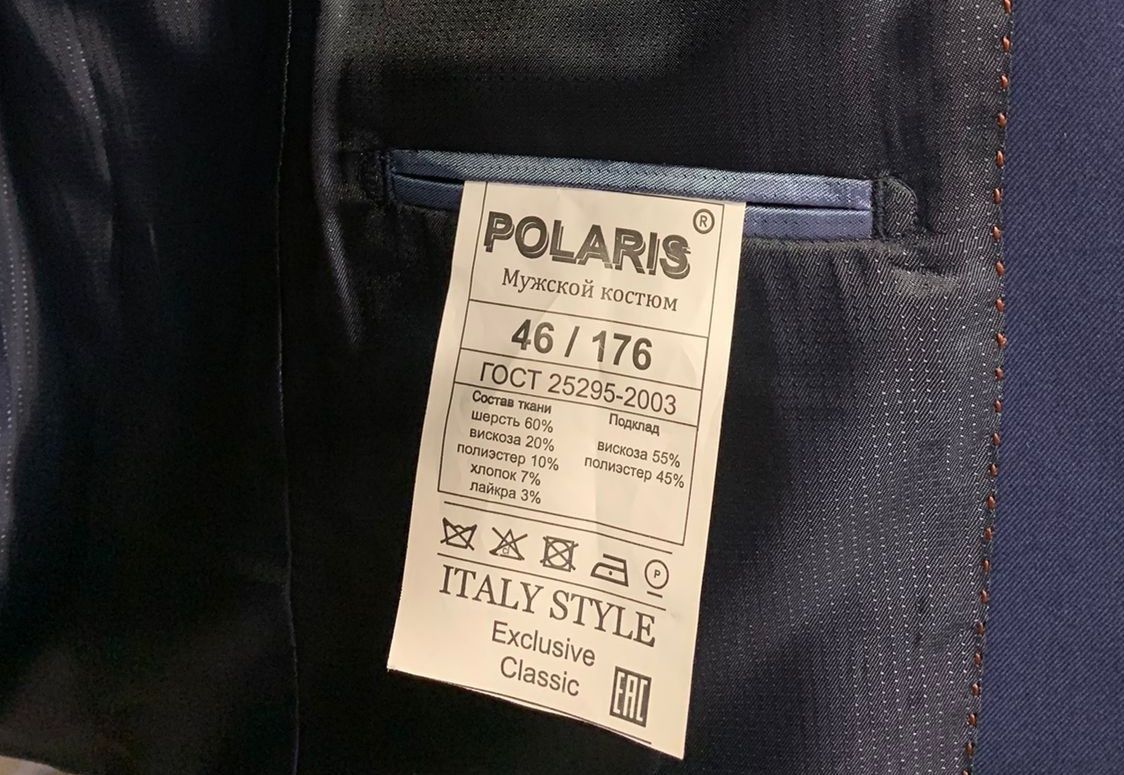 POLARIS ®
Мужской костюм
46 / 176
ГОСТ 25295-2003
Состав ткани
шерсть 60%
вискоза 20%
полиэстер 10%
хлопок 7%
лайкра 3%
Подклад
вискоза 55%
полиэстер 45%
P
ITALY STYLE
Exclusive
Classic
EAC